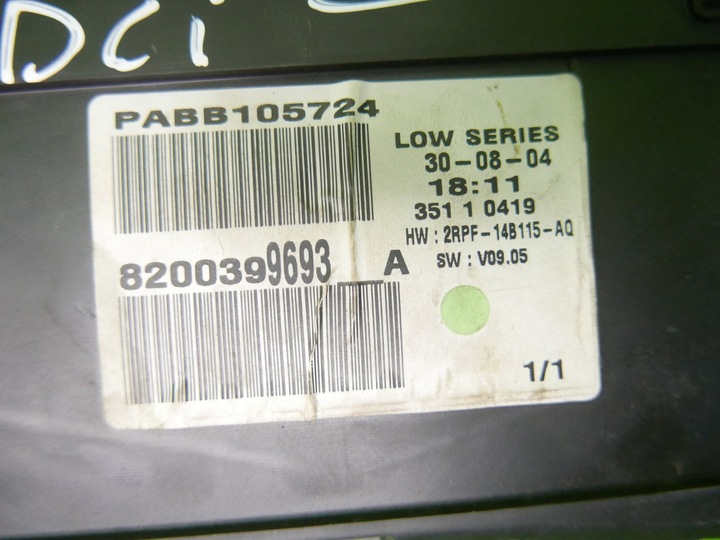 DCi
PABB105724
LOW SERIES
30-08-04
18:11
351 1 0419
HW : 2RPF-14B115-AQ
SW : V09.05
8200399693__A
1/1